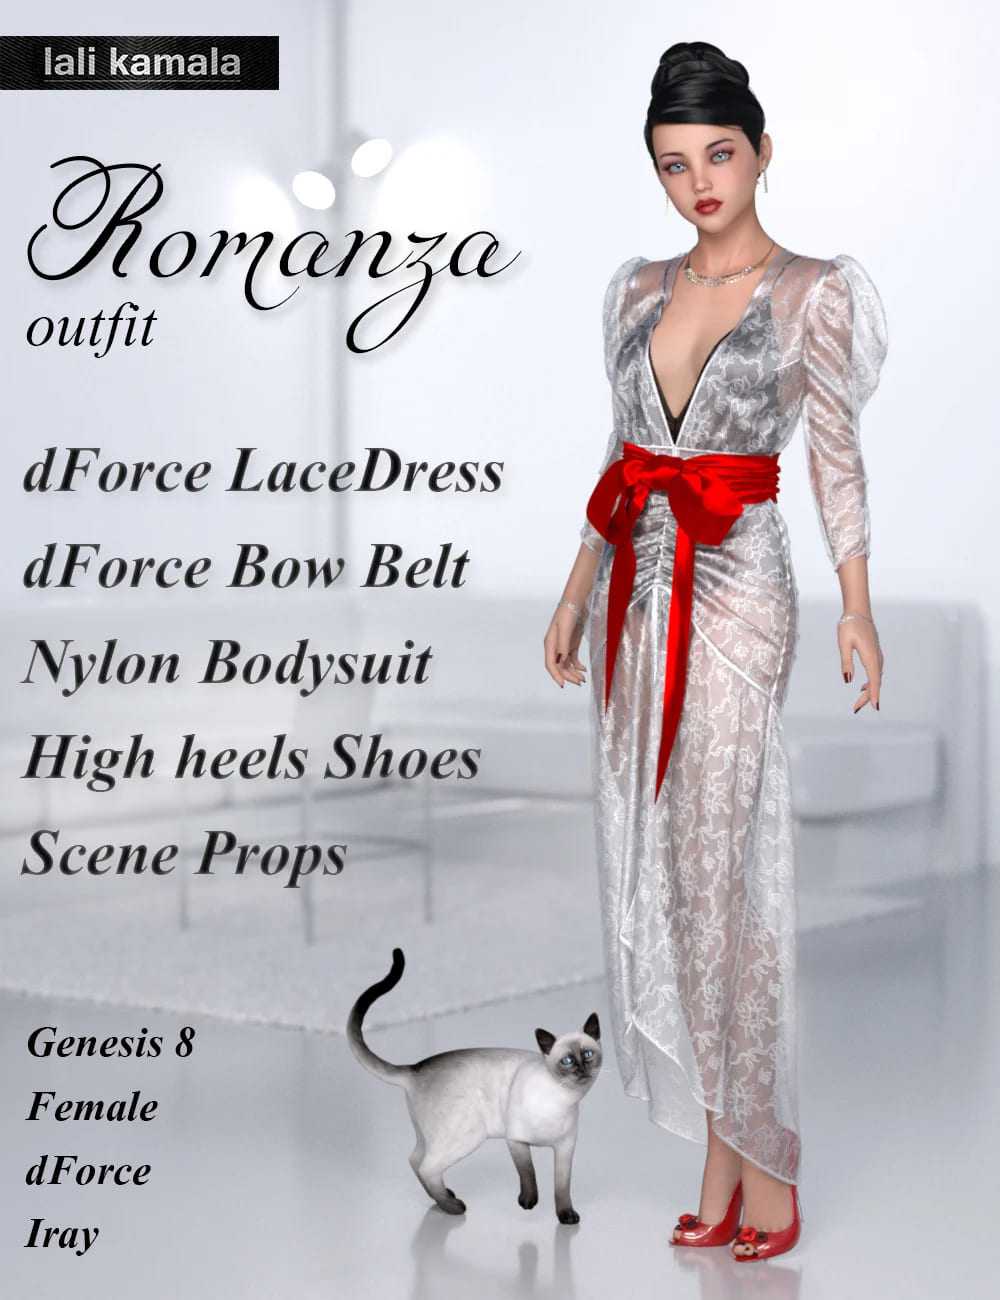 lali kamala
Romanza
outfit
dForce LaceDress
dForce Bow Belt
Nylon Bodysuit
High heels Shoes
Scene Props
Genesis 8
Female
dForce
Iray